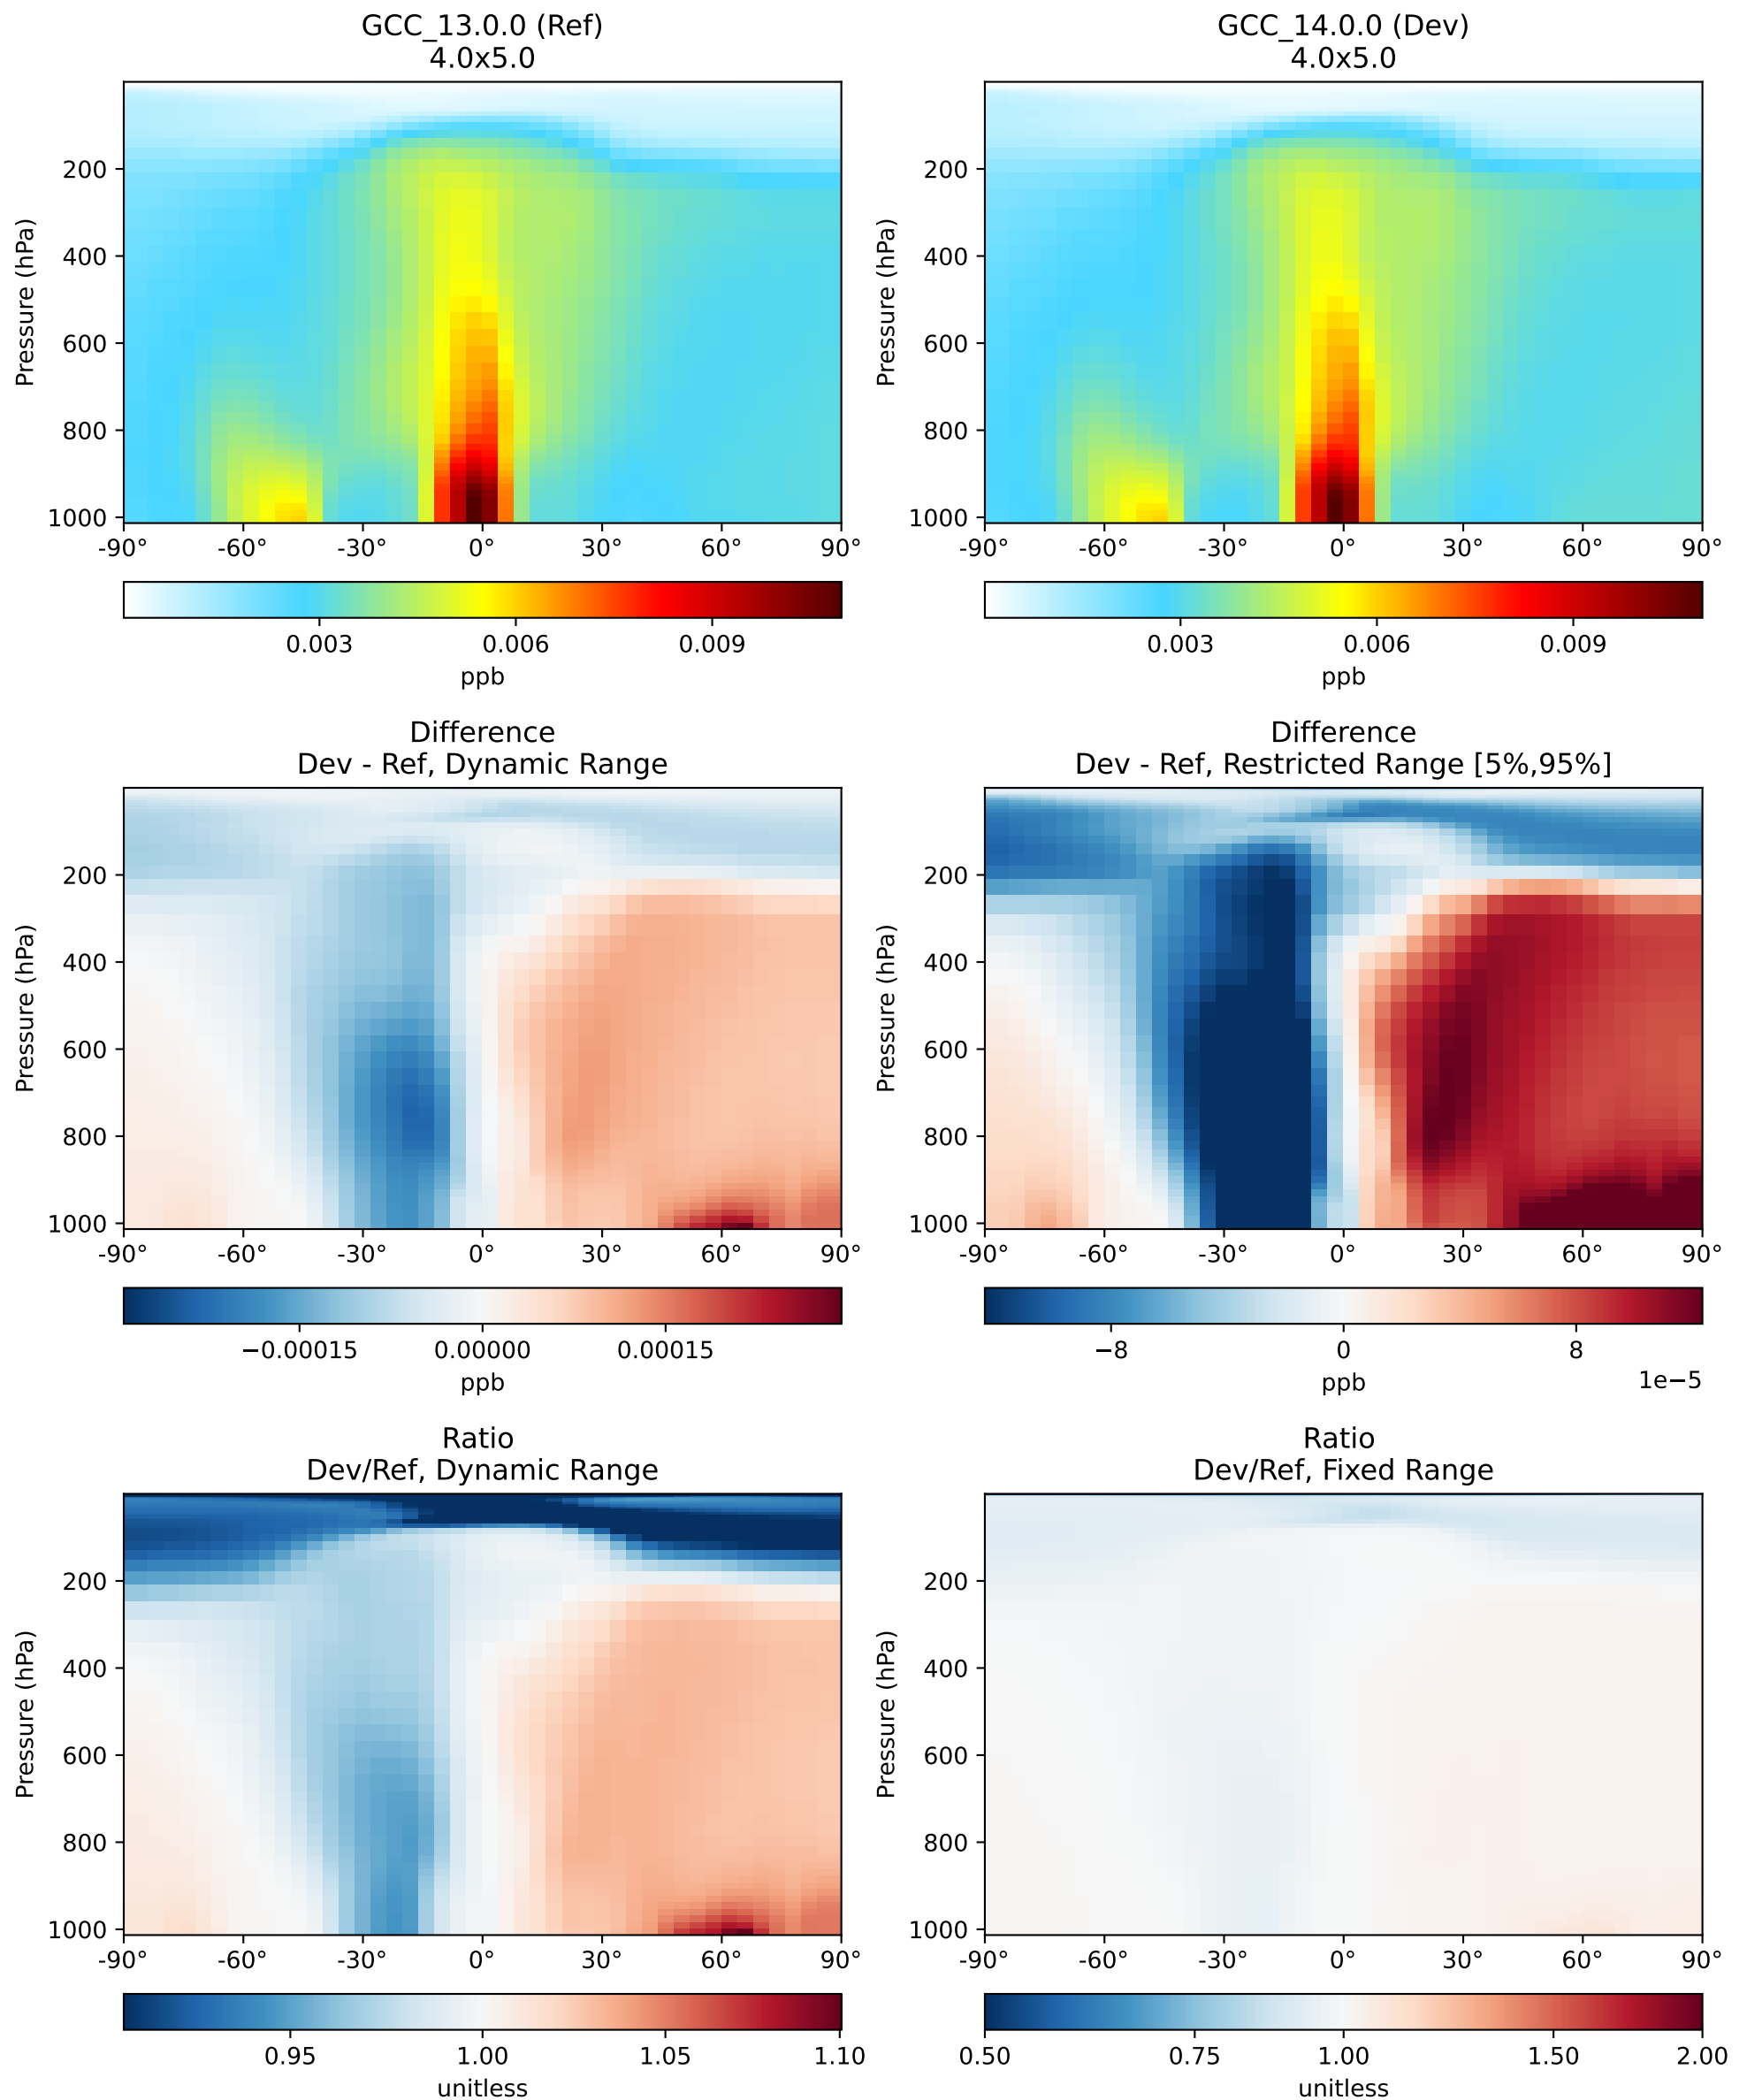 GCC_13.0.0 (Ref)
4.0x5.0
Pressure (hPa)
200
400
600
800
1000
-90° -60° -30° 0° 30° 60° 90°
0.003 0.006 0.009
ppb
GCC_14.0.0 (Dev)
4.0x5.0
Pressure (hPa)
200
400
600
800
1000
-90° -60° -30° 0° 30° 60° 90°
0.003 0.006 0.009
ppb
Difference
Dev - Ref, Dynamic Range
Pressure (hPa)
200
400
600
800
1000
-90° -60° -30° 0° 30° 60° 90°
−0.00015 0.00000 0.00015
ppb
Difference
Dev - Ref, Restricted Range [5%,95%]
Pressure (hPa)
200
400
600
800
1000
-90° -60° -30° 0° 30° 60° 90°
−8 0 8
1e−5
ppb
Ratio
Dev/Ref, Dynamic Range
Pressure (hPa)
200
400
600
800
1000
-90° -60° -30° 0° 30° 60° 90°
0.95 1.00 1.05 1.10
unitless
Ratio
Dev/Ref, Fixed Range
Pressure (hPa)
200
400
600
800
1000
-90° -60° -30° 0° 30° 60° 90°
0.50 0.75 1.00 1.50 2.00
unitless